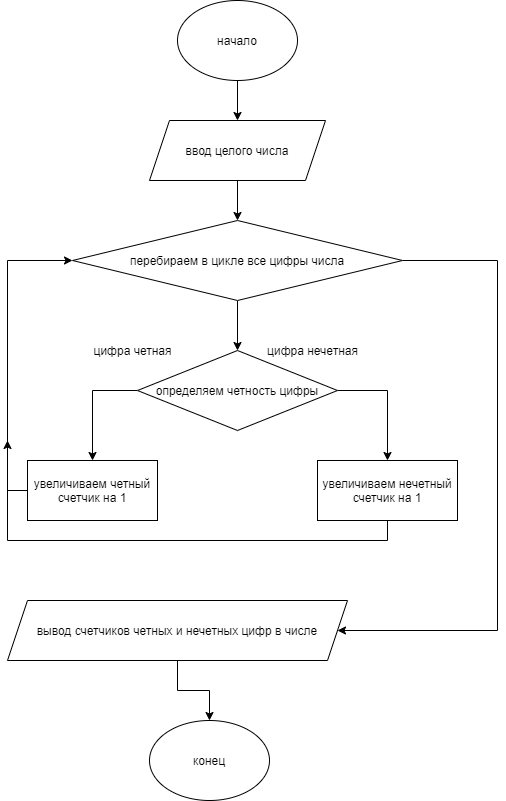 начало
ввод целого числа
перебираем в цикле все цифры числа
цифра четная
цифра нечетная
определяем четность цифры
увеличиваем четный
счетчик на 1
увеличиваем нечетный
счетчик на 1
вывод счетчиков четных и нечетных цифр в числе
конец